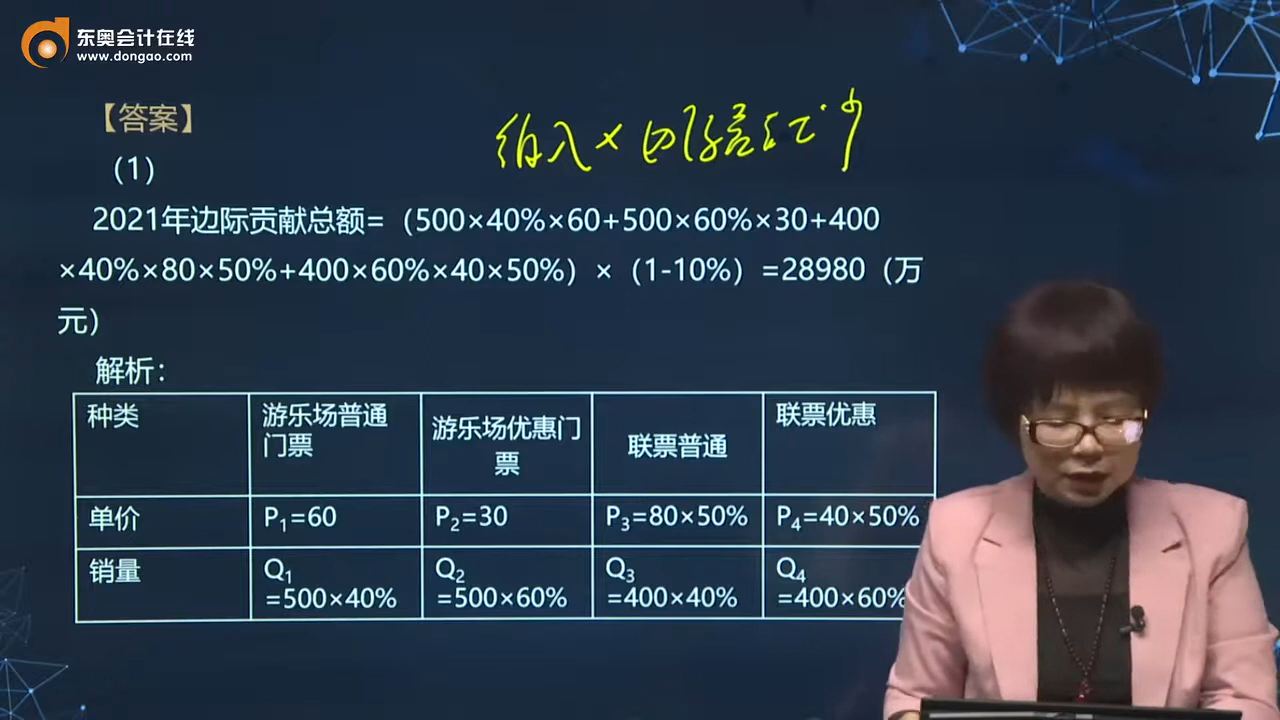 东奥会计在线
www.dongao.com
【答案】
（1）
2021年边际贡献总额=（500×40%×60+500×60%×30+400
×40%×80×50%+400×60%×40×50%）×（1-10%）=28980（万
元）
解析：
种类 游乐场普通门票 游乐场优惠门票 联票普通 联票优惠
单价 P₁=60 P₂=30 P₃=80×50% P₄=40×50%
销量 Q₁=500×40% Q₂=500×60% Q₃=400×40% Q₄=400×60%